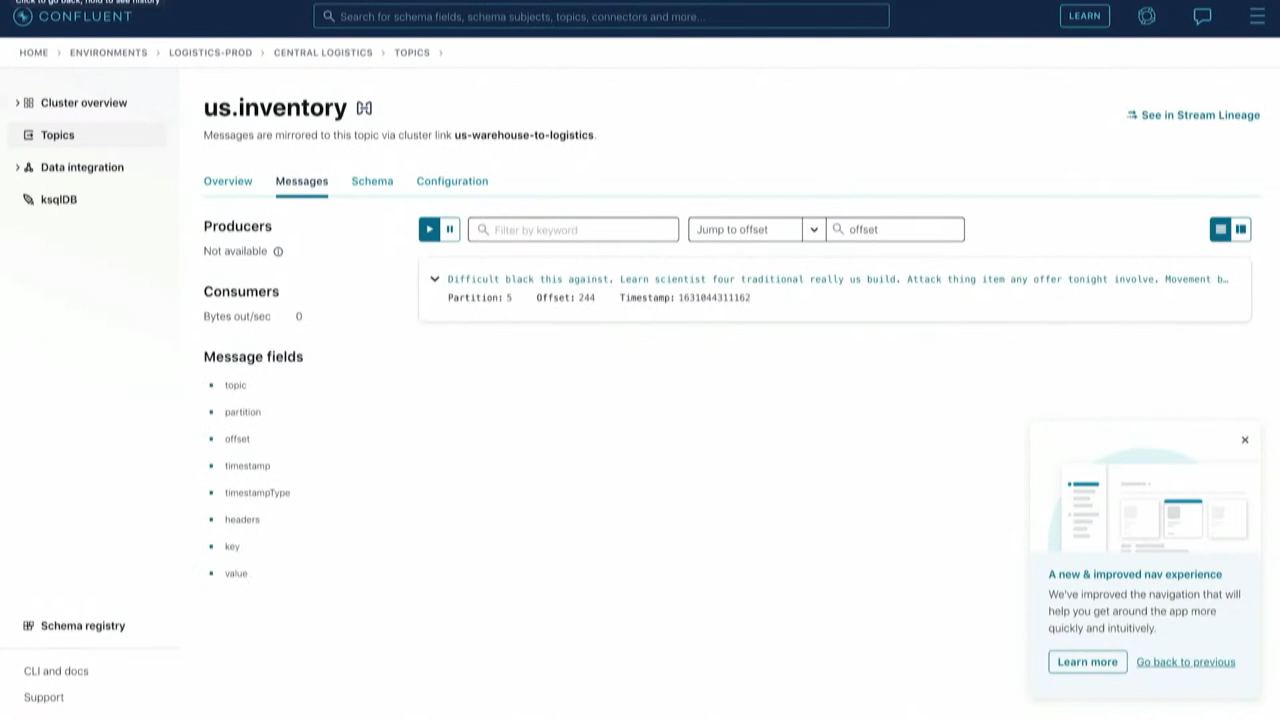 Click to go back, hold to see history
CONFLUENT
Search for schema fields, schema subjects, topics, connectors and more...
LEARN
HOME > ENVIRONMENTS > LOGISTICS-PROD > CENTRAL LOGISTICS > TOPICS >
Cluster overview
Topics
Data integration
ksqlDB
Schema registry
CLI and docs
Support
us.inventory
Messages are mirrored to this topic via cluster link us-warehouse-to-logistics.
See in Stream Lineage
Overview Messages Schema Configuration
Producers
Not available
Consumers
Bytes out/sec 0
Message fields
topic
partition
offset
timestamp
timestampType
headers
key
value
Filter by keyword
Jump to offset
offset
Difficult black this against. Learn scientist four traditional really us build. Attack thing item any offer tonight involve. Movement b…
Partition: 5 Offset: 244 Timestamp: 1631044311162
A new & improved nav experience
We've improved the navigation that will
help you get around the app more
quickly and intuitively.
Learn more
Go back to previous